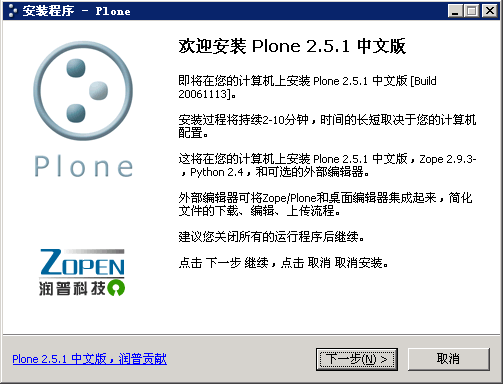 安装程序 - Plone
欢迎安装 Plone 2.5.1 中文版
即将在您的计算机上安装 Plone 2.5.1 中文版 [Build
20061113]。
安装过程将持续2-10分钟，时间的长短取决于您的计算机
配置。
这将在您的计算机上安装 Plone 2.5.1 中文版，Zope 2.9.3-
，Python 2.4，和可选的外部编辑器。
外部编辑器可将Zope/Plone和桌面编辑器集成起来，简化
文件的下载、编辑、上传流程。
建议您关闭所有的运行程序后继续。
点击 下一步 继续，点击 取消 取消安装。
Plone
ZOPEN
润普科技
Plone 2.5.1 中文版，润普贡献
下一步(N) >
取消